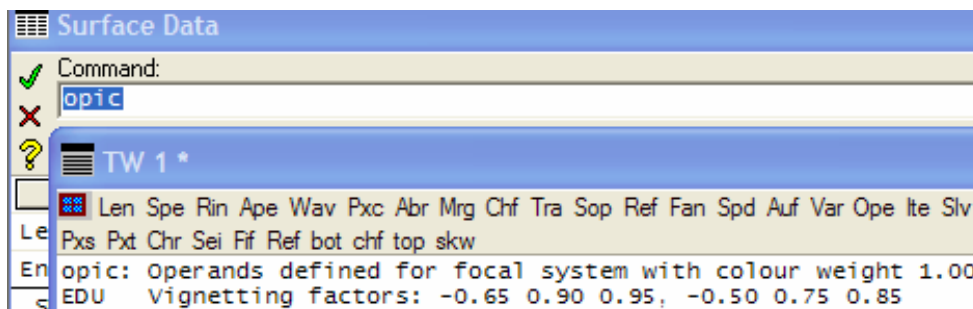 Surface Data
Command:
opic
?
TW 1 *
Len Spe Rin Ape Wav Pxc Abr Mrg Chf Tra Sop Ref Fan Spd Auf Var Ope Ite Slv
Le
Pxs Pxt Chr Sei Fif Ref bot chf top skw
En
opic: Operands defined for focal system with colour weight 1.00
S
EDU Vignetting factors: -0.65 0.90 0.95, -0.50 0.75 0.85